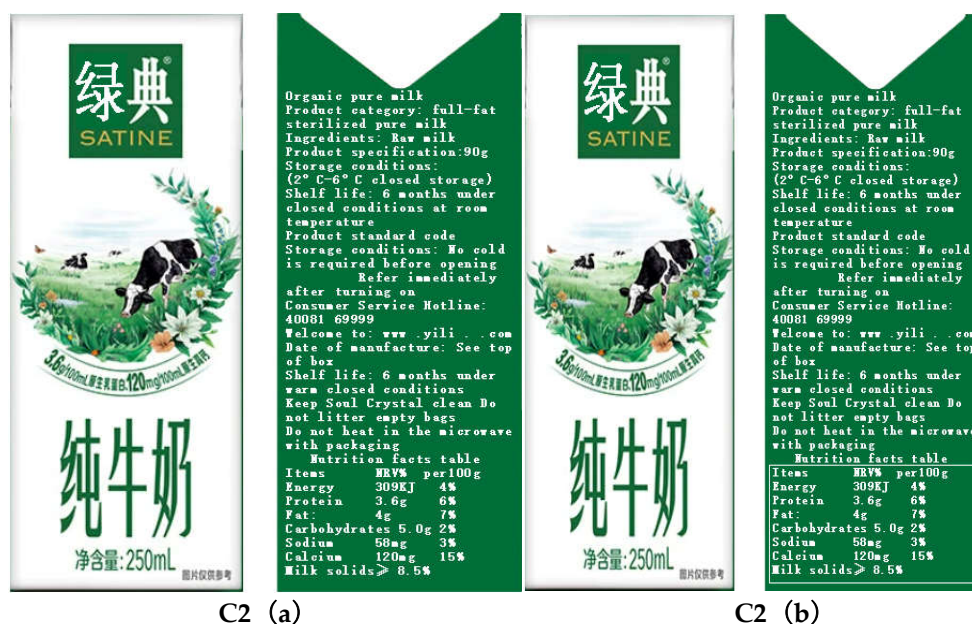 绿典®
SATINE
3.6g/100mL原生乳蛋白.120mg/100mL原生高钙
纯牛奶
净含量:250mL
图片仅供参考
Organic pure milk
Product category: full-fat
sterilized pure milk
Ingredients: Raw milk
Product specification:90g
Storage conditions:
(2° C-6° C closed storage)
Shelf life: 6 months under
closed conditions at room
temperature
Product standard code
Storage conditions: No cold
is required before opening
Refer immediately
after turning on
Consumer Service Hotline:
40081 69999
Welcome to: www .yili . . com
Date of manufacture: See top
of box
Shelf life: 6 months under
warm closed conditions
Keep Soul Crystal clean Do
not litter empty bags
Do not heat in the microwave
with packaging
Nutrition facts table
Items NRV% per100g
Energy 309KJ 4%
Protein 3.6g 6%
Fat: 4g 7%
Carbohydrates 5.0g 2%
Sodium 58mg 3%
Calcium 120mg 15%
Milk solids⩾ 8.5%
C2 (a)
绿典®
SATINE
3.6g/100mL原生乳蛋白.120mg/100mL原生高钙
纯牛奶
净含量:250mL
图片仅供参考
Organic pure milk
Product category: full-fat
sterilized pure milk
Ingredients: Raw milk
Product specification:90g
Storage conditions:
(2° C-6° C closed storage)
Shelf life: 6 months under
closed conditions at room
temperature
Product standard code
Storage conditions: No cold
is required before opening
Refer immediately
after turning on
Consumer Service Hotline:
40081 69999
Welcome to: www .yili . . com
Date of manufacture: See top
of box
Shelf life: 6 months under
warm closed conditions
Keep Soul Crystal clean Do
not litter empty bags
Do not heat in the microwave
with packaging
Nutrition facts table
Items NRV% per100g
Energy 309KJ 4%
Protein 3.6g 6%
Fat: 4g 7%
Carbohydrates 5.0g 2%
Sodium 58mg 3%
Calcium 120mg 15%
Milk solids⩾ 8.5%
C2 (b)